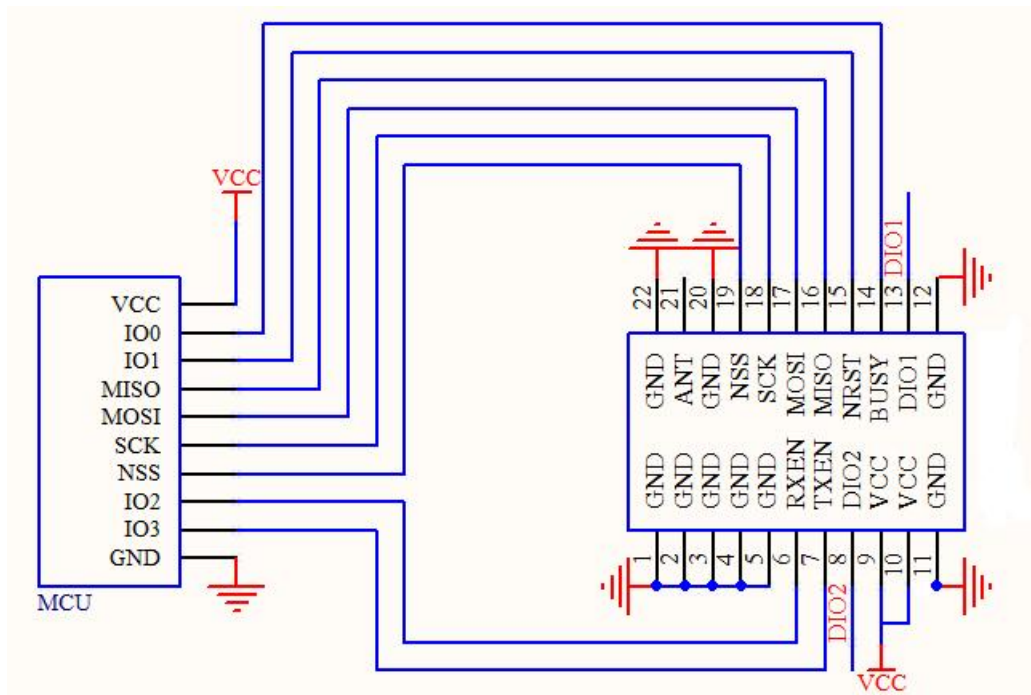 VCC
VCC
IO0
IO1
MISO
MOSI
SCK
NSS
IO2
IO3
GND
MCU
DIO1
22
21
20
19
18
17
16
15
14
13
12
GND
ANT
GND
NSS
SCK
MOSI
MISO
NRST
BUSY
DIO1
GND
GND
GND
GND
GND
GND
RXEN
TXEN
DIO2
VCC
VCC
GND
1
2
3
4
5
6
7
8
9
10
11
DIO2
VCC